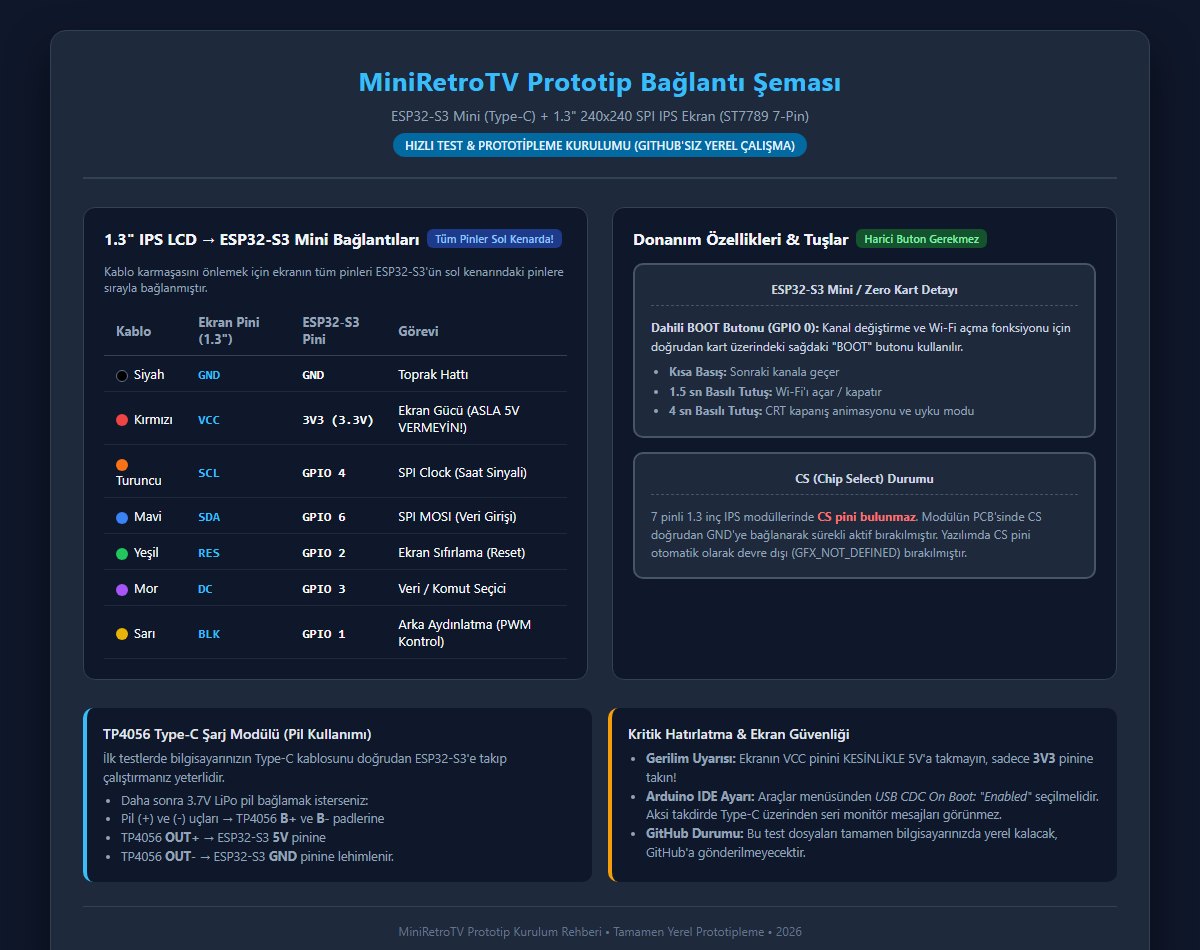 MiniRetroTV Prototip Bağlantı Şeması
ESP32-S3 Mini (Type-C) + 1.3" 240x240 SPI IPS Ekran (ST7789 7-Pin)
HIZLI TEST & PROTOTİPLEME KURULUMU (GITHUB'SIZ YEREL ÇALIŞMA)
1.3" IPS LCD → ESP32-S3 Mini Bağlantıları Tüm Pinler Sol Kenarda!
Kablo karmaşasını önlemek için ekranın tüm pinleri ESP32-S3'ün sol kenarındaki pinlere
sırayla bağlanmıştır.
Kablo Ekran Pini (1.3") ESP32-S3 Pini Görevi
Siyah GND GND Toprak Hattı
Kırmızı VCC 3V3 (3.3V) Ekran Gücü (ASLA 5V
VERMEYİN!)
Turuncu SCL GPIO 4 SPI Clock (Saat Sinyali)
Mavi SDA GPIO 6 SPI MOSI (Veri Girişi)
Yeşil RES GPIO 2 Ekran Sıfırlama (Reset)
Mor DC GPIO 3 Veri / Komut Seçici
Sarı BLK GPIO 1 Arka Aydınlatma (PWM
Kontrol)
Donanım Özellikleri & Tuşlar Harici Buton Gerekmez
ESP32-S3 Mini / Zero Kart Detayı
Dahili BOOT Butonu (GPIO 0): Kanal değiştirme ve Wi-Fi açma fonksiyonu için
doğrudan kart üzerindeki sağdaki "BOOT" butonu kullanılır.
• Kısa Basış: Sonraki kanala geçer
• 1.5 sn Basılı Tutuş: Wi-Fi'ı açar / kapatır
• 4 sn Basılı Tutuş: CRT kapanış animasyonu ve uyku modu
CS (Chip Select) Durumu
7 pinli 1.3 inç IPS modüllerinde CS pini bulunmaz. Modülün PCB'sinde CS
doğrudan GND'ye bağlanarak sürekli aktif bırakılmıştır. Yazılımda CS pini
otomatik olarak devre dışı (GFX_NOT_DEFINED) bırakılmıştır.
TP4056 Type-C Şarj Modülü (Pil Kullanımı)
İlk testlerde bilgisayarınızın Type-C kablosunu doğrudan ESP32-S3'e takıp
çalıştırmanız yeterlidir.
• Daha sonra 3.7V LiPo pil bağlamak isterseniz:
• Pil (+) ve (-) uçları → TP4056 B+ ve B- padlerine
• TP4056 OUT+ → ESP32-S3 5V pinine
• TP4056 OUT- → ESP32-S3 GND pinine lehimlenir.
Kritik Hatırlatma & Ekran Güvenliği
• Gerilim Uyarısı: Ekranın VCC pinini KESİNLİKLE 5V'a takmayın, sadece 3V3 pinine
takın!
• Arduino IDE Ayarı: Araçlar menüsünden USB CDC On Boot: "Enabled" seçilmelidir.
Aksi takdirde Type-C üzerinden seri monitör mesajları görünmez.
• GitHub Durumu: Bu test dosyaları tamamen bilgisayarınızda yerel kalacak,
GitHub'a gönderilmeyecektir.
MiniRetroTV Prototip Kurulum Rehberi • Tamamen Yerel Prototipleme • 2026